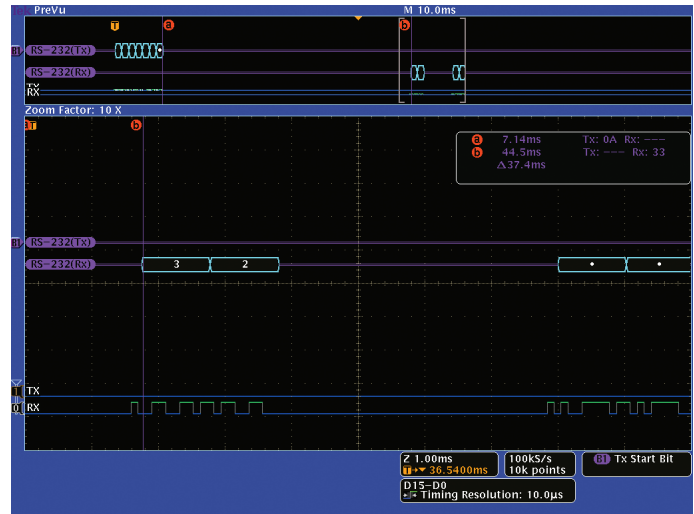 PreVu M 10.0ms
T a b
B1 RS-232(Tx)
RS-232(Rx)
TX
RX
Zoom Factor: 10 X
T b
a 7.14ms Tx: 0A Rx: ---
b 44.5ms Tx: --- Rx: 33
Δ37.4ms
B1 RS-232(Tx)
RS-232(Rx) 3 2
TX
RX
Z 1.00ms 100kS/s B1 Tx Start Bit
T→▼ 36.5400ms 10k points
D15-D0
Timing Resolution: 10.0µs